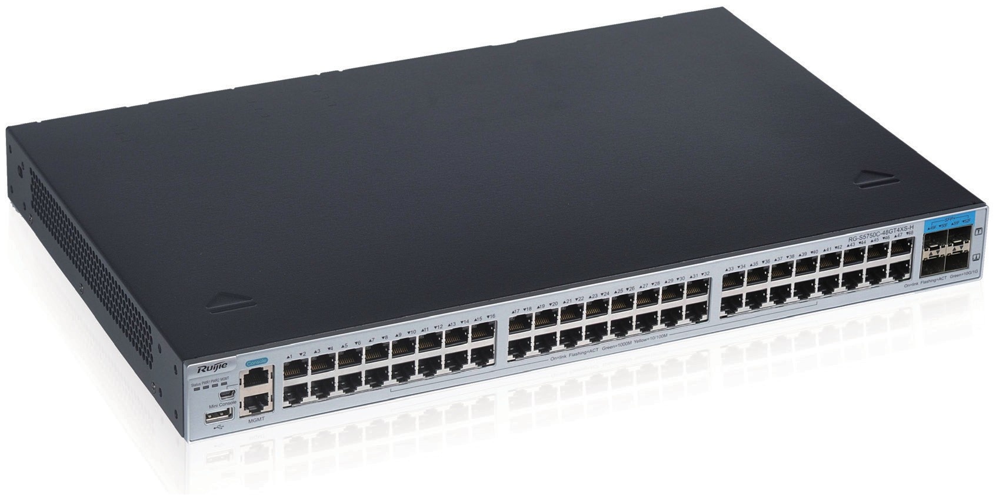 Ruijie
Status PWR1 PWR2 MGMT
Mini Console
Console
MGMT
▲1 ▼2 ▲3 ▼4 ▲5 ▼6 ▲7 ▼8 ▲9 ▼10 ▲11 ▼12 ▲13 ▼14 ▲15 ▼16
▲17 ▼18 ▲19 ▼20 ▲21 ▼22 ▲23 ▼24 ▲25 ▼26 ▲27 ▼28 ▲29 ▼30 ▲31 ▼32
On=link Flashing=ACT Green=1000M Yellow=10/100M
RG-S5750C-48GT4XS-H
▲33 ▼34 ▲35 ▼36 ▲37 ▼38 ▲39 ▼40 ▲41 ▼42 ▲43 ▼44 ▲45 ▼46 ▲47 ▼48
SFP+
▲49F ▼50F ▲51F ▼52F
On=link Flashing=ACT Green=10G/1G